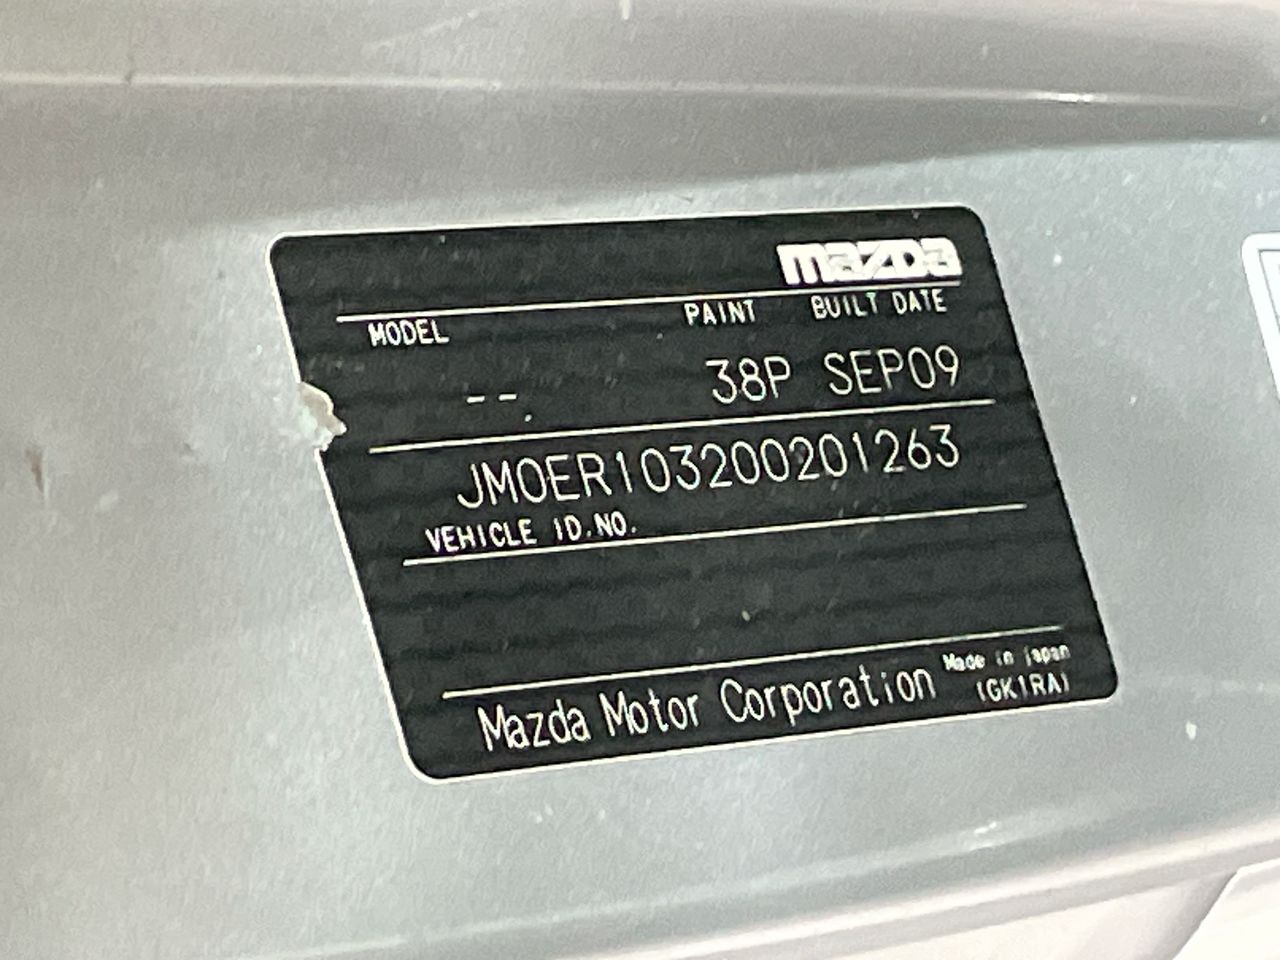 mazda
MODEL PAINT BUILT DATE
-- 38P SEP09
JM0ER103200201263
VEHICLE ID.NO.
Mazda Motor Corporation Made in japan
(GK1RA)